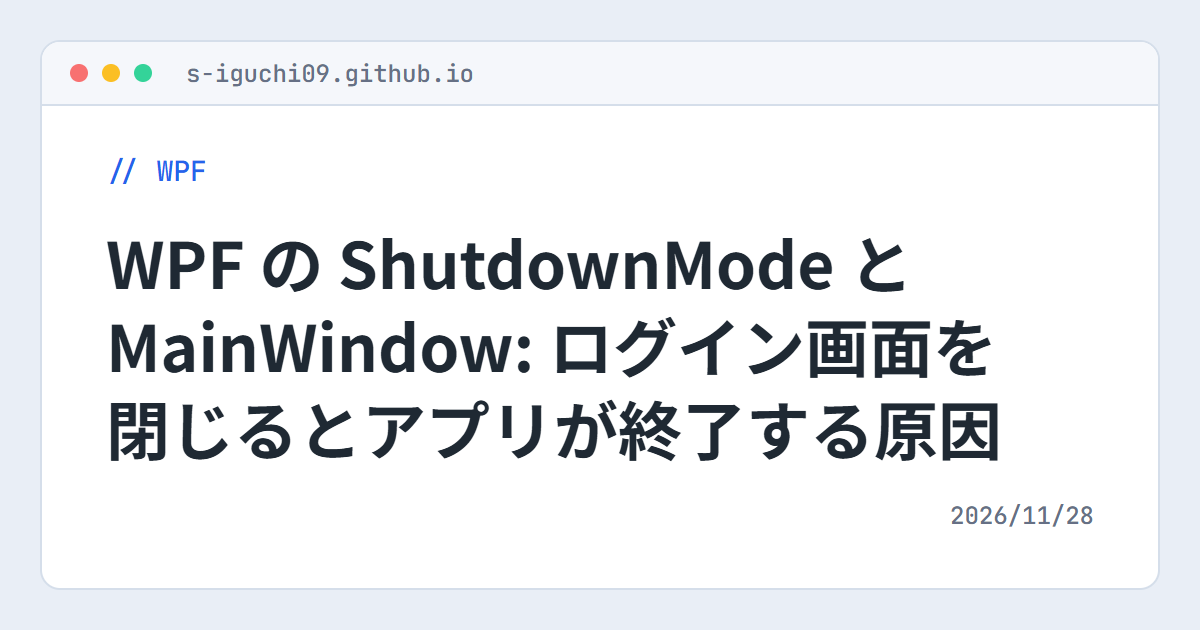 s-iguchi09.github.io
// WPF
WPF の ShutdownMode と
MainWindow: ログイン画面を
閉じるとアプリが終了する原因
2026/11/28